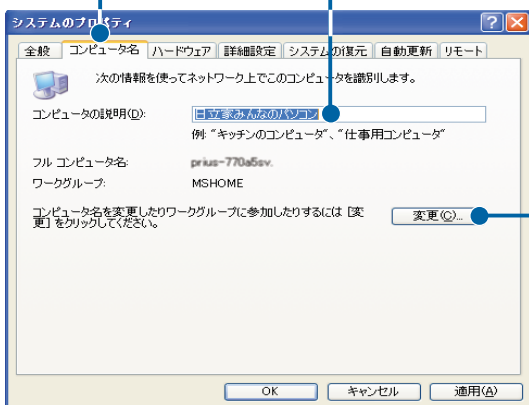 システムのプロパティ
全般 コンピュータ名 ハードウェア 詳細設定 システムの復元 自動更新 リモート
次の情報を使ってネットワーク上でこのコンピュータを識別します。
コンピュータの説明(D):
日立家みんなのパソコン
例: "キッチンのコンピュータ"、"仕事用コンピュータ"
フル コンピュータ名:
prius-770a5sv.
ワークグループ:
MSHOME
コンピュータ名を変更したりワークグループに参加したりするには [変
更] をクリックしてください。
変更(C)...
OK キャンセル 適用(A)